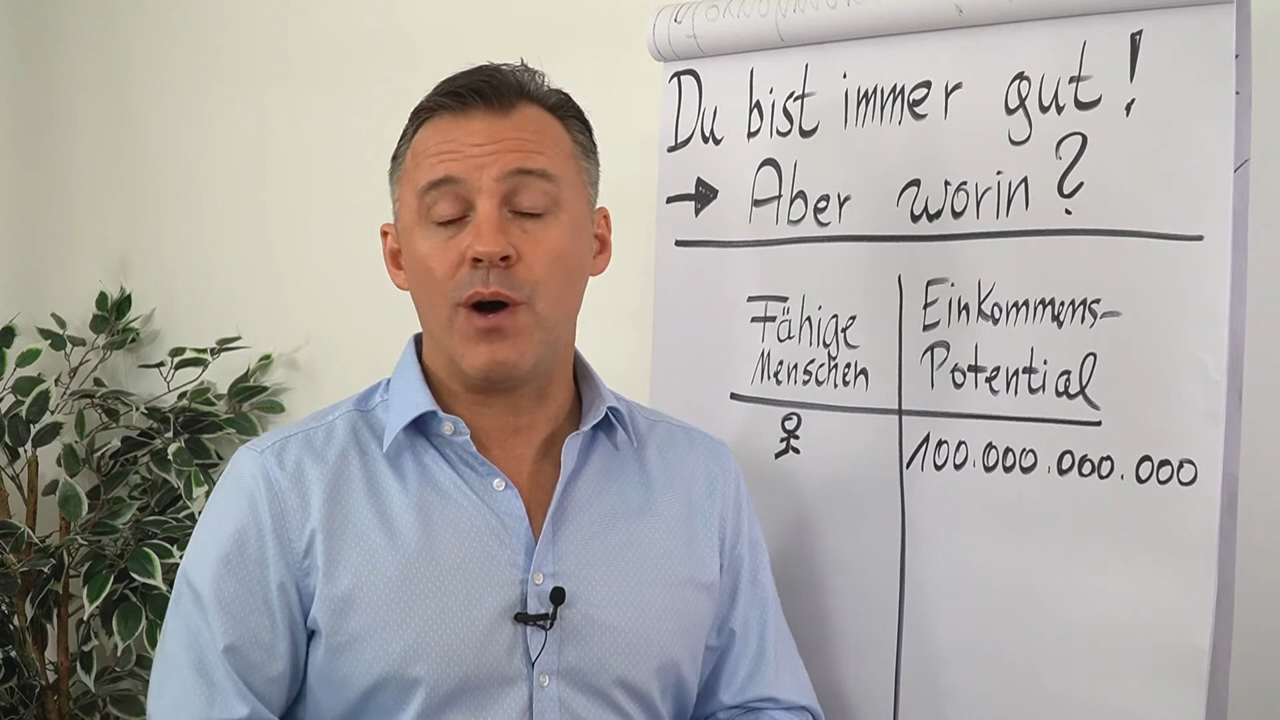 Du bist immer gut!
→ Aber worin?
Fähige
Menschen
Einkommens-
Potential
100.000.000.000